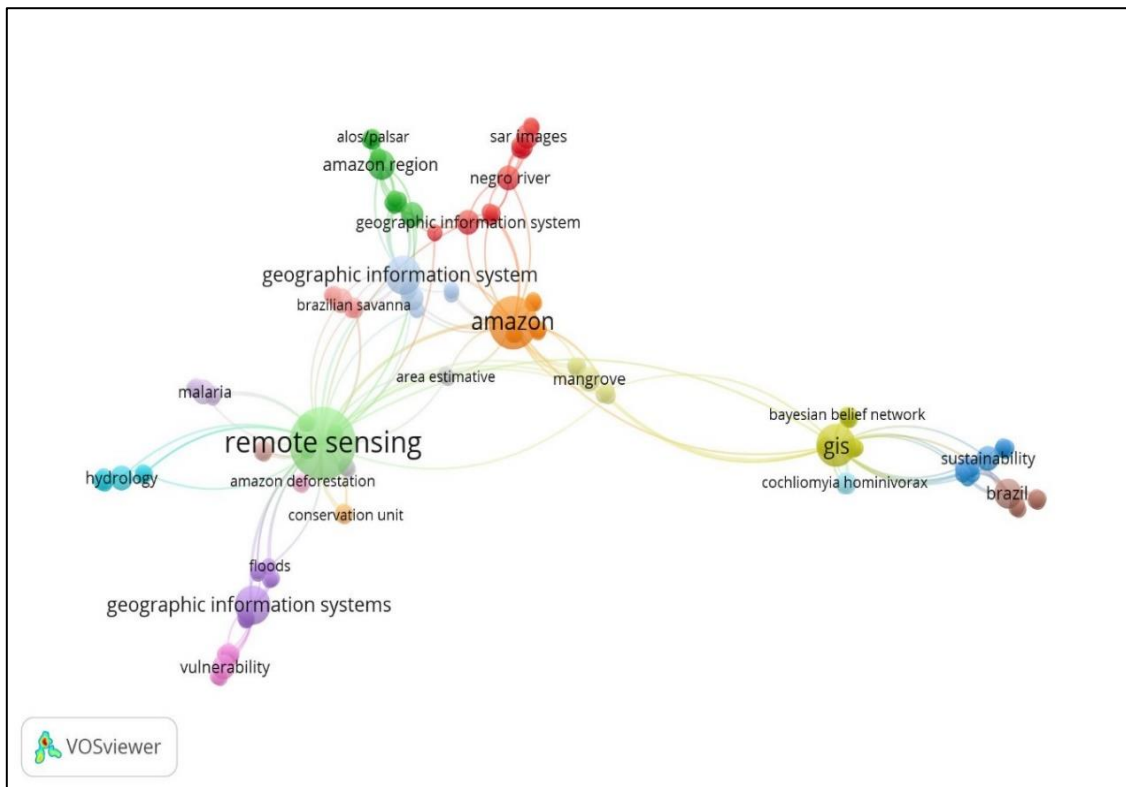 alos/palsar
sar images
amazon region
negro river
geographic information system
geographic information system
brazilian savanna
amazon
area estimative
mangrove
malaria
bayesian belief network
remote sensing
gis
hydrology
amazon deforestation
sustainability
cochliomyia hominivorax
brazil
conservation unit
floods
geographic information systems
vulnerability
VOSviewer